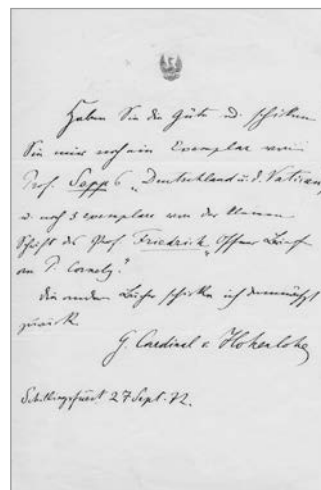 Haben Sie die Güte u. schicken
Sie mir noch ein Exemplar von
Prof. Sepp's „Deutschland u. d. Vatican"
u. noch 3 exemplare von der kleinen
Schrift des Prof. Friedrich „Offner Brief
an P. Cornely."
Die andern Bücher schicke ich demnächst
zurück
G. Cardinal v Hohenlohe
Schillingsfürst 27 Sept. 72.